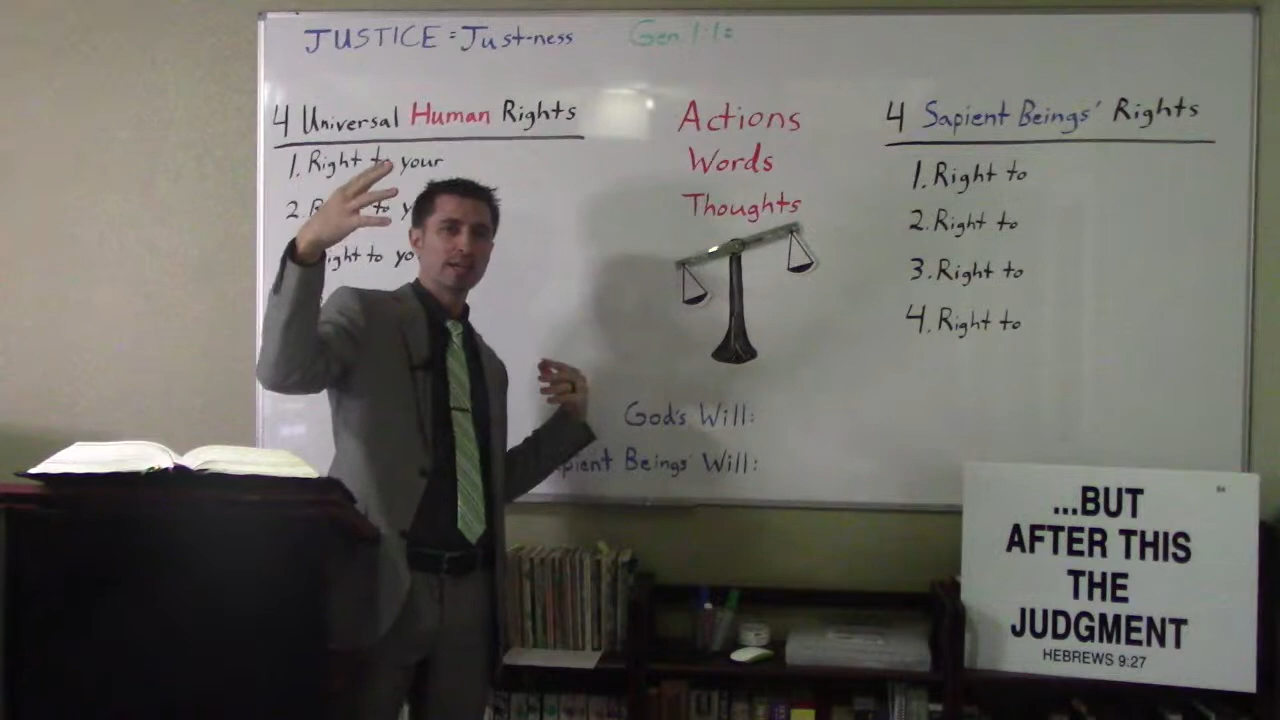 JUSTICE = Just-ness
Gen 1:1:
4 Universal Human Rights
1. Right to your
2. to
ight to
Actions
Words
Thoughts
God's Will:
pient Beings' Will:
4 Sapient Beings' Rights
1. Right to
2. Right to
3. Right to
4. Right to
84
...BUT
AFTER THIS
THE
JUDGMENT
HEBREWS 9:27